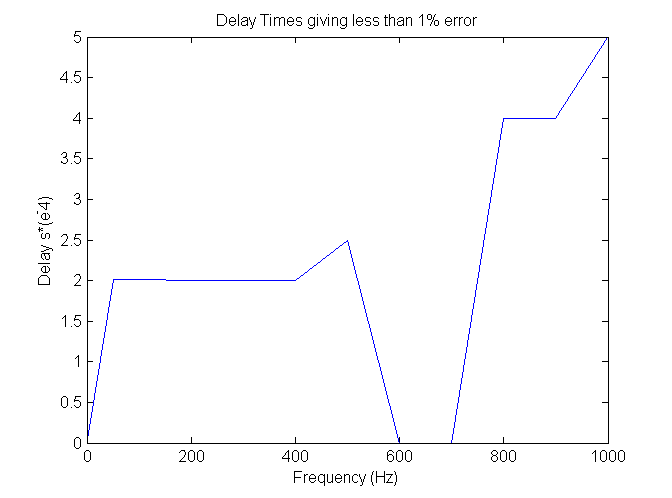 Delay Times giving less than 1% error
5
4.5
4
3.5
3
2.5
2
1.5
1
0.5
0
Delay s*(e⁻4)
0 200 400 600 800 1000
Frequency (Hz)